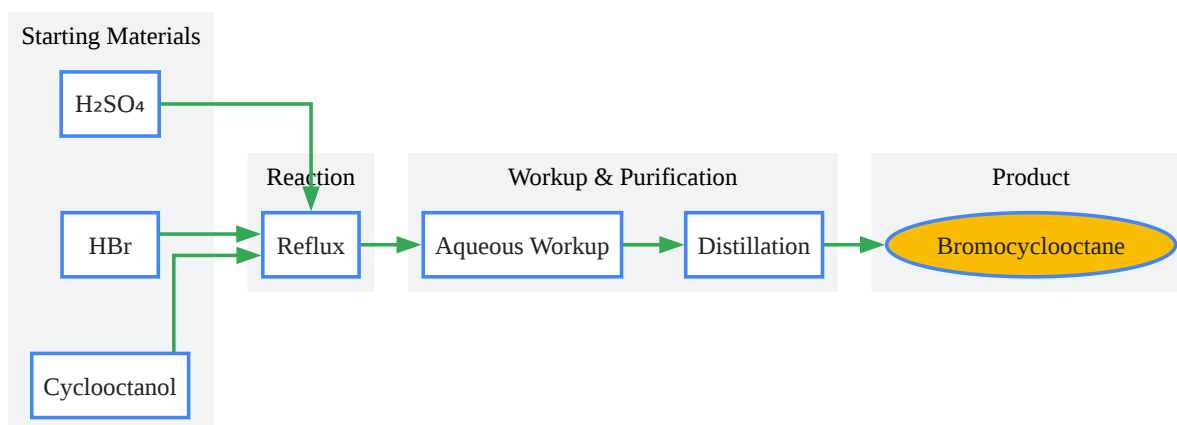 Starting Materials
H₂SO₄
Reaction
Workup & Purification
Product
HBr
Reflux
Aqueous Workup
Distillation
Bromocyclooctane
Cyclooctanol